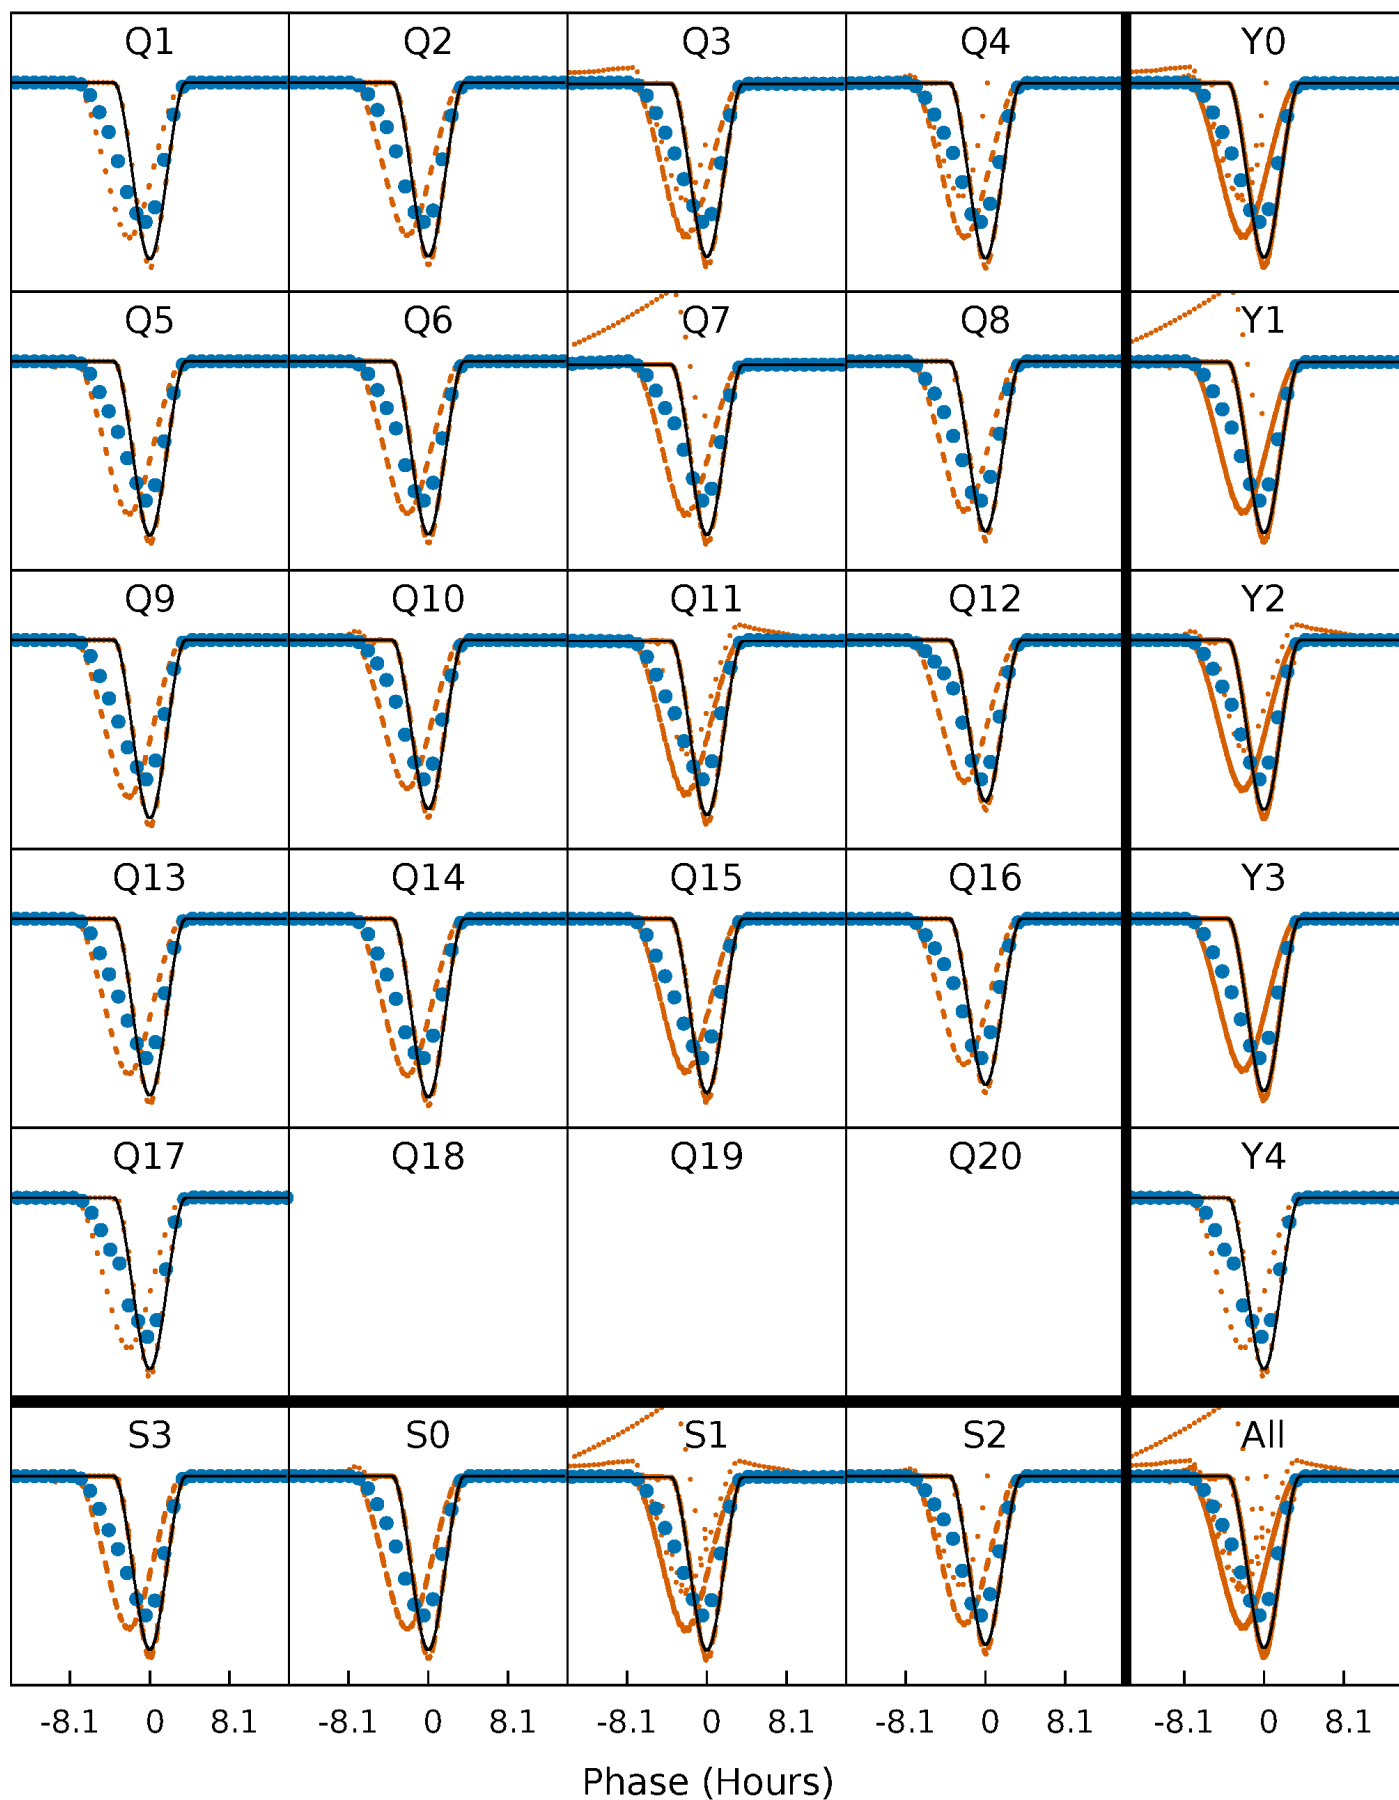 Q1 Q2 Q3 Q4 Y0
Q5 Q6 Q7 Q8 Y1
Q9 Q10 Q11 Q12 Y2
Q13 Q14 Q15 Q16 Y3
Q17 Q18 Q19 Q20 Y4
S3 S0 S1 S2 All
-8.1 0 8.1 -8.1 0 8.1 -8.1 0 8.1 -8.1 0 8.1 -8.1 0 8.1
Phase (Hours)